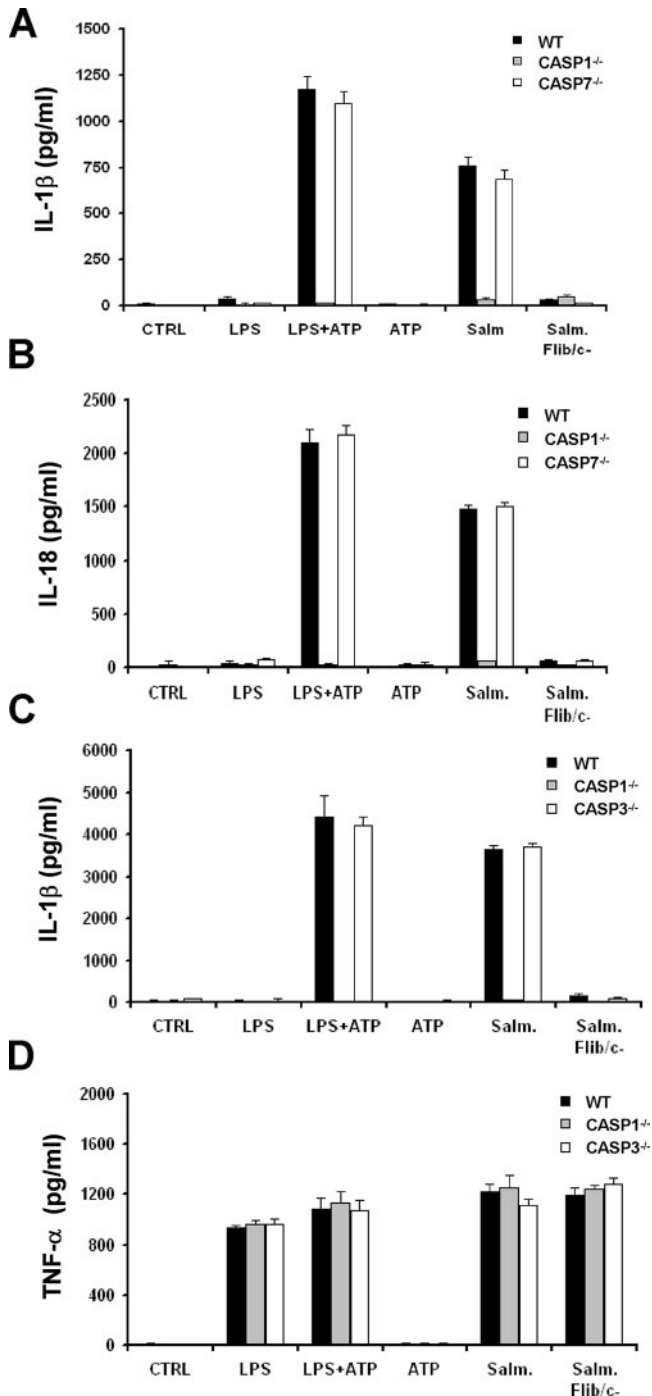 A
IL-1β (pg/ml)
1500
1250
1000
750
500
250
0
WT
CASP1-/-
CASP7-/-
CTRL LPS LPS+ATP ATP Salm Salm.
Flib/c-
B
IL-18 (pg/ml)
2500
2000
1500
1000
500
0
WT
CASP1-/-
CASP7-/-
CTRL LPS LPS+ATP ATP Salm. Salm.
Flib/c-
C
IL-1β (pg/ml)
6000
5000
4000
3000
2000
1000
0
WT
CASP1-/-
CASP3-/-
CTRL LPS LPS+ATP ATP Salm. Salm.
Flib/c-
D
TNF-α (pg/ml)
2000
1600
1200
800
400
0
WT
CASP1-/-
CASP3-/-
CTRL LPS LPS+ATP ATP Salm. Salm.
Flib/c-